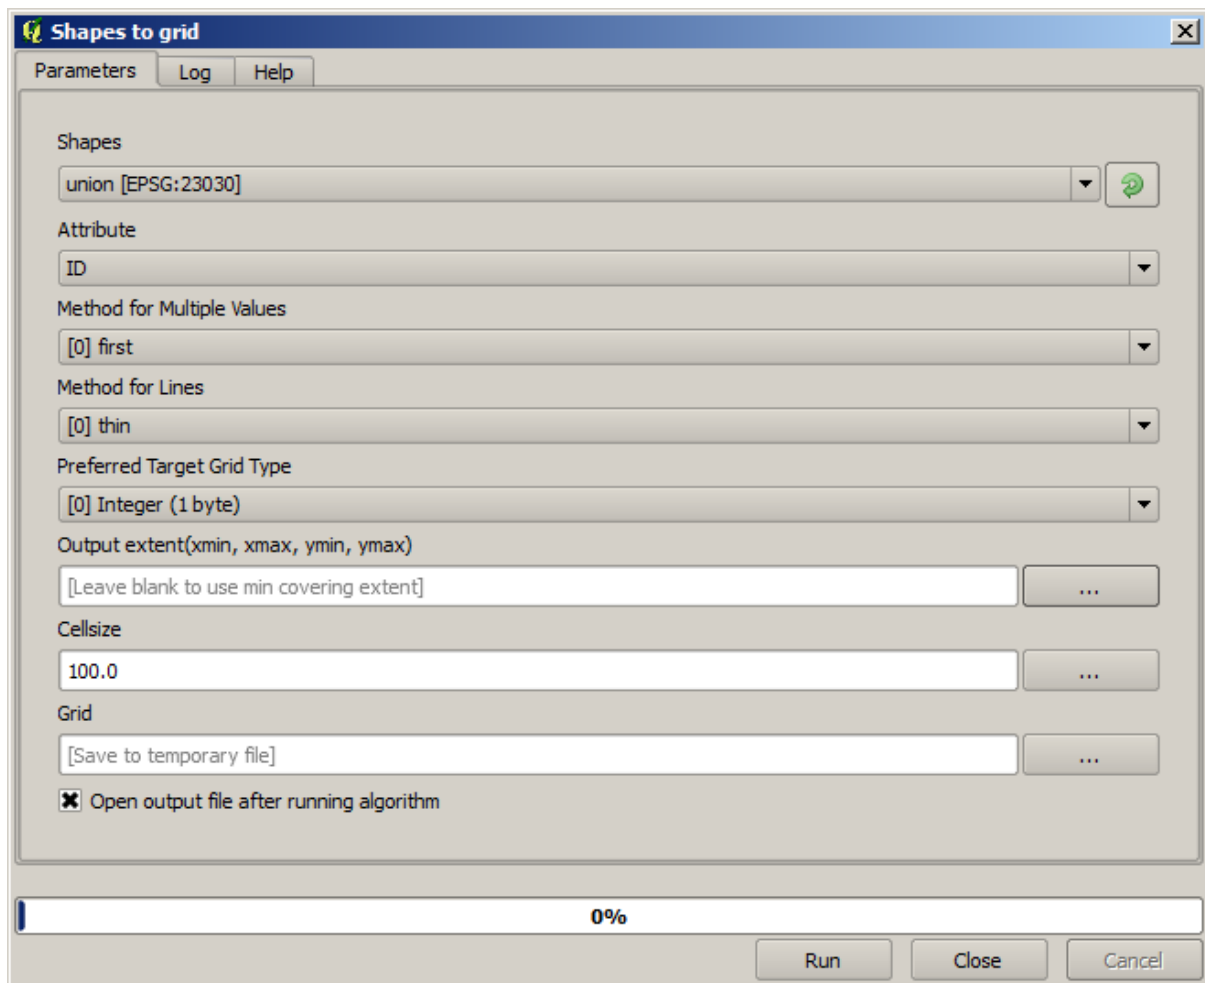 Shapes to grid
Parameters Log Help
Shapes
union [EPSG:23030]
Attribute
ID
Method for Multiple Values
[0] first
Method for Lines
[0] thin
Preferred Target Grid Type
[0] Integer (1 byte)
Output extent(xmin, xmax, ymin, ymax)
[Leave blank to use min covering extent] ...
Cellsize
100.0 ...
Grid
[Save to temporary file] ...
Open output file after running algorithm
0%
Run Close Cancel